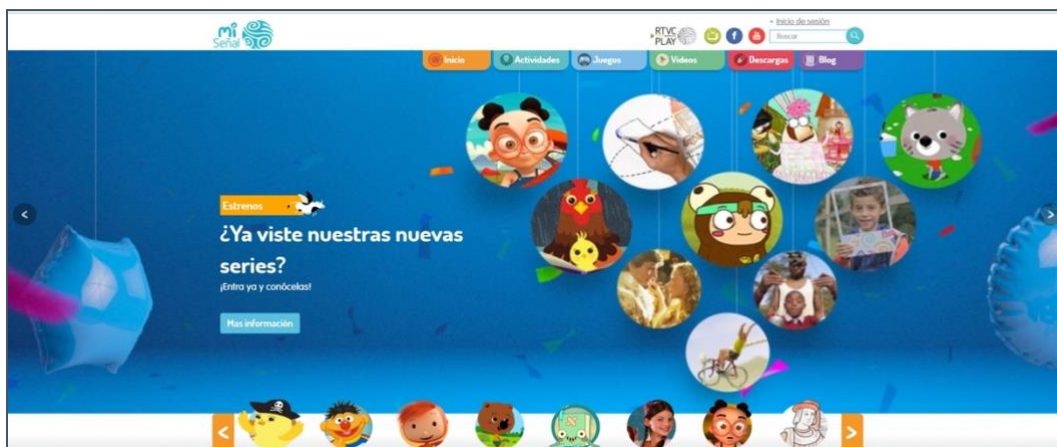 mi
Señal
RTVC
PLAY
Inicio de sesión
Buscar
Inicio
Actividades
Juegos
Videos
Descargas
Blog
Estrenos
¿Ya viste nuestras nuevas
series?
¡Entra ya y conócelas!
Mas información